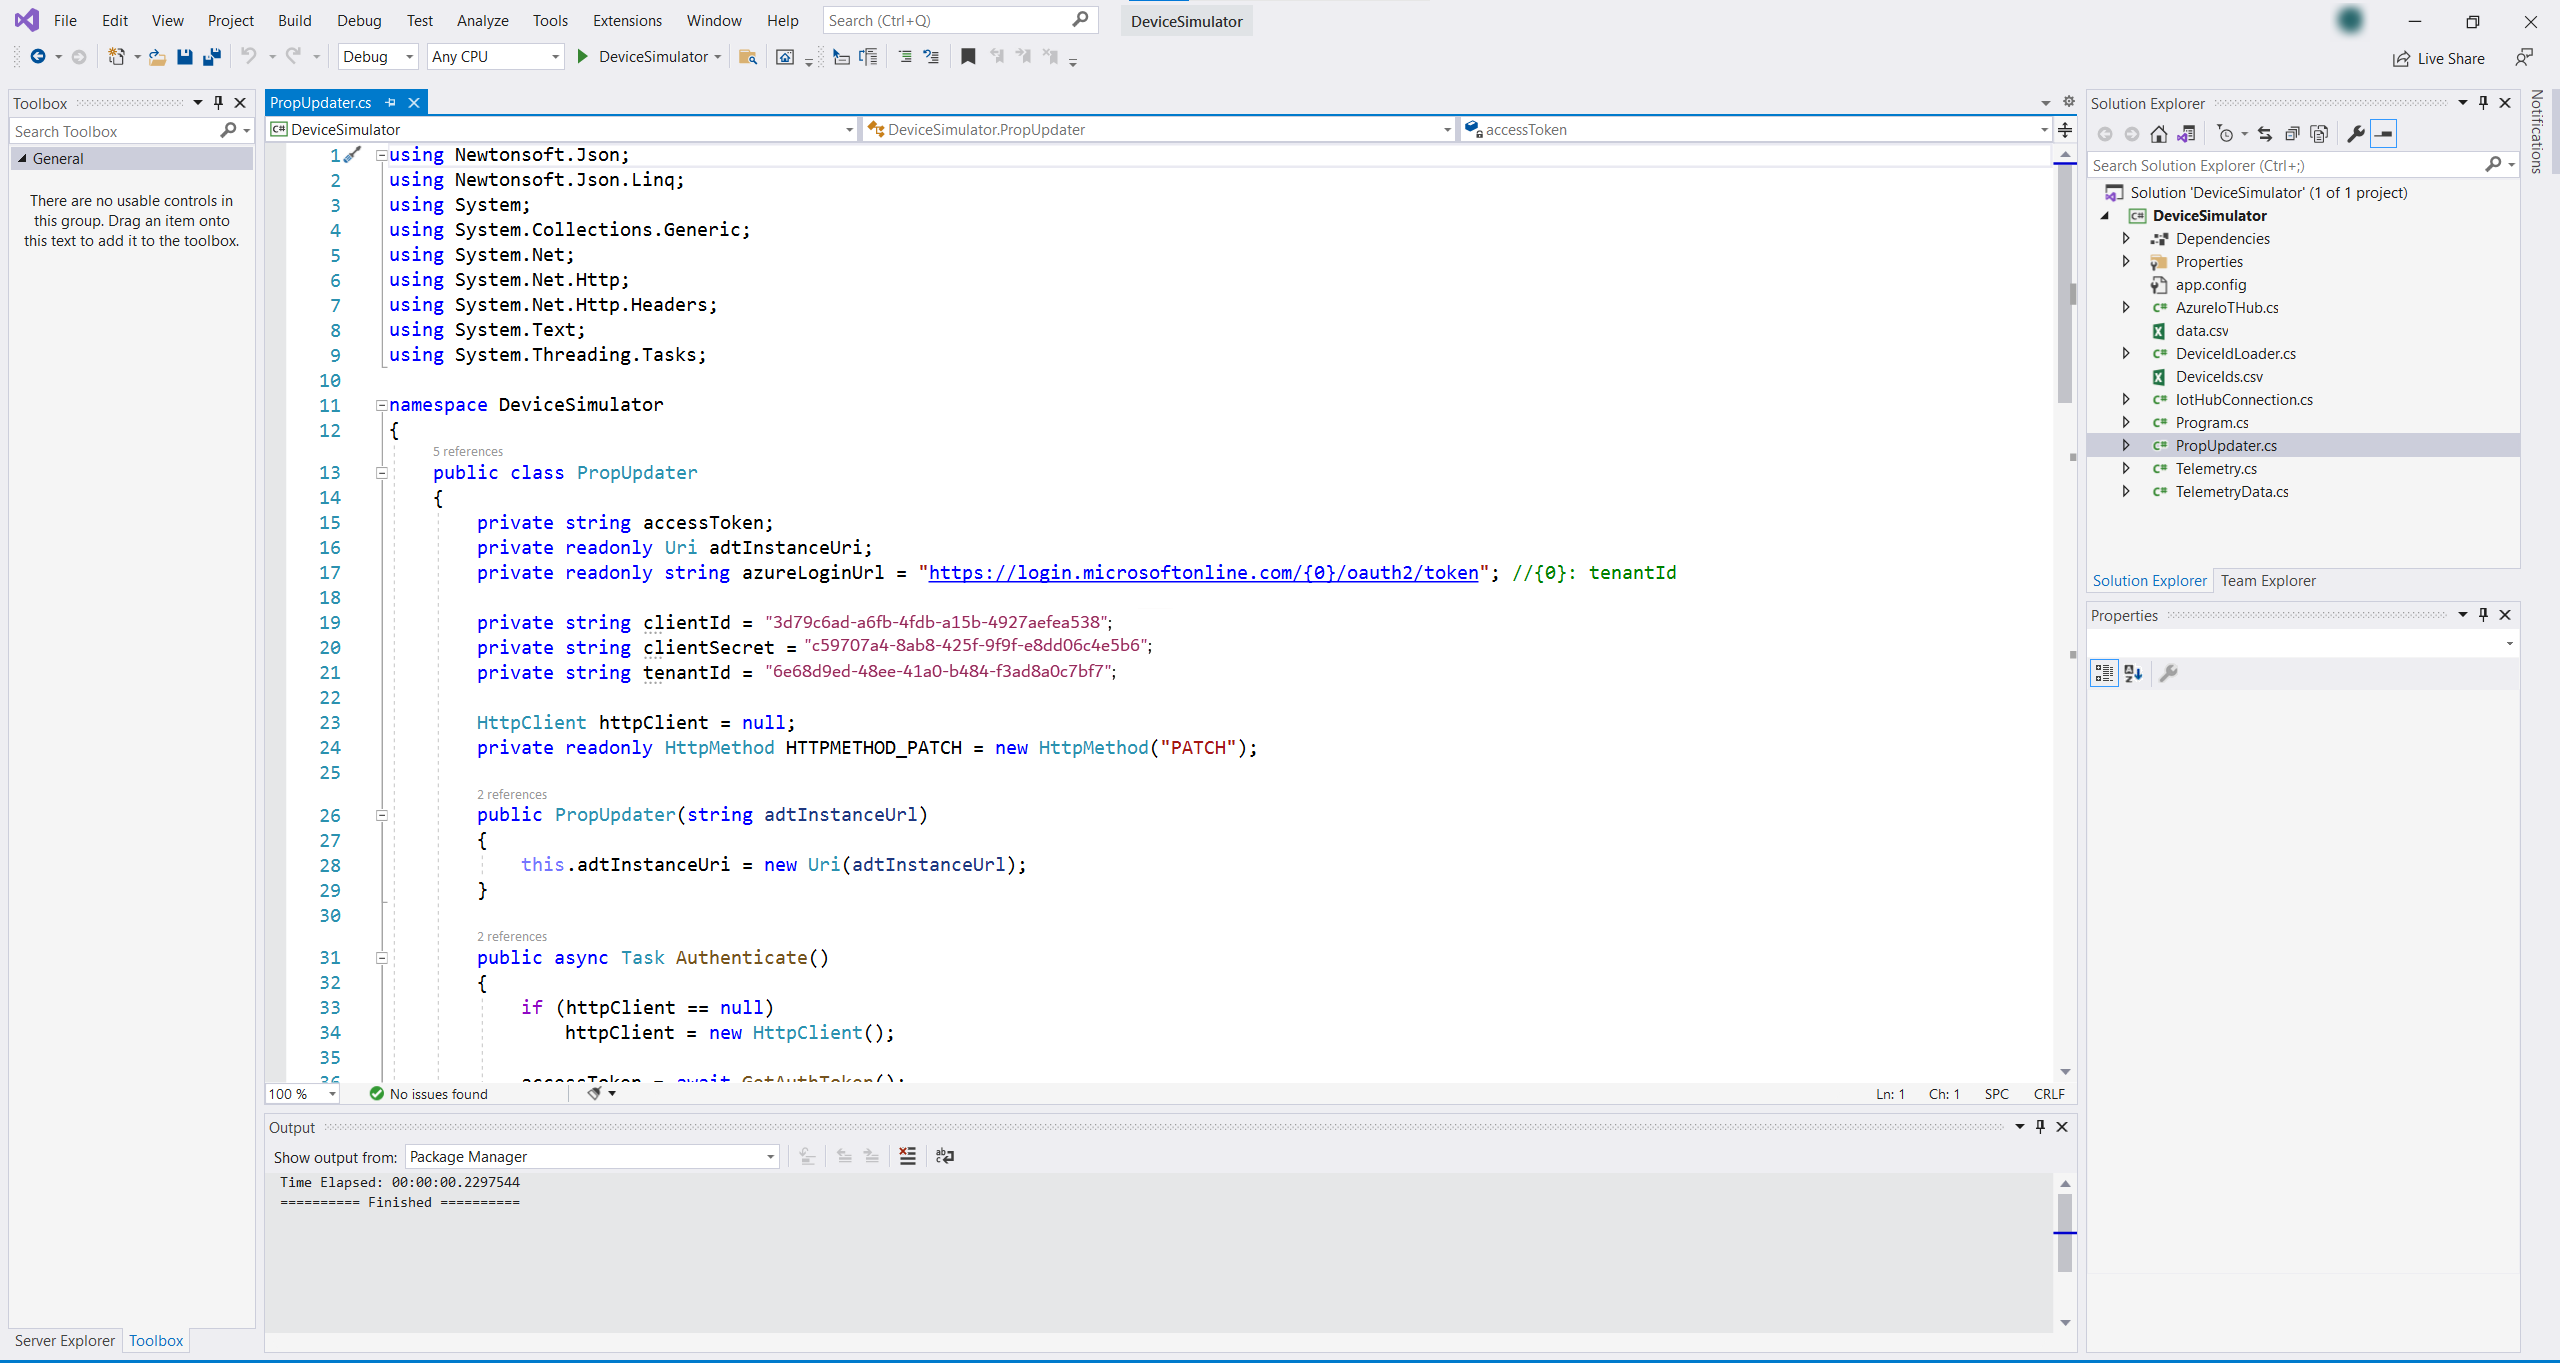 File Edit View Project Build Debug Test Analyze Tools Extensions Window Help Search (Ctrl+Q) DeviceSimulator
Debug Any CPU DeviceSimulator Live Share
Toolbox
Search Toolbox
General
There are no usable controls in
this group. Drag an item onto
this text to add it to the toolbox.
Server Explorer Toolbox
PropUpdater.cs
DeviceSimulator DeviceSimulator.PropUpdater accessToken
1 using Newtonsoft.Json;
2 using Newtonsoft.Json.Linq;
3 using System;
4 using System.Collections.Generic;
5 using System.Net;
6 using System.Net.Http;
7 using System.Net.Http.Headers;
8 using System.Text;
9 using System.Threading.Tasks;
10
11 namespace DeviceSimulator
12 {
5 references
13 public class PropUpdater
14 {
15 private string accessToken;
16 private readonly Uri adtInstanceUri;
17 private readonly string azureLoginUrl = "https://login.microsoftonline.com/{0}/oauth2/token"; //{0}: tenantId
18
19 private string clientId = "3d79c6ad-a6fb-4fdb-a15b-4927aefea538";
20 private string clientSecret = "c59707a4-8ab8-425f-9f9f-e8dd06c4e5b6";
21 private string tenantId = "6e68d9ed-48ee-41a0-b484-f3ad8a0c7bf7";
22
23 HttpClient httpClient = null;
24 private readonly HttpMethod HTTPMETHOD_PATCH = new HttpMethod("PATCH");
25
2 references
26 public PropUpdater(string adtInstanceUrl)
27 {
28 this.adtInstanceUri = new Uri(adtInstanceUrl);
29 }
30
2 references
31 public async Task Authenticate()
32 {
33 if (httpClient == null)
34 httpClient = new HttpClient();
35
36 accessToken = await GetAuthToken();
100 % No issues found Ln: 1 Ch: 1 SPC CRLF
Output
Show output from: Package Manager
Time Elapsed: 00:00:00.2297544
========== Finished ==========
Solution Explorer
Search Solution Explorer (Ctrl+;)
Solution 'DeviceSimulator' (1 of 1 project)
DeviceSimulator
Dependencies
Properties
app.config
AzureIoTHub.cs
data.csv
DeviceIdLoader.cs
DeviceIds.csv
IotHubConnection.cs
Program.cs
PropUpdater.cs
Telemetry.cs
TelemetryData.cs
Solution Explorer Team Explorer
Properties
Notifications